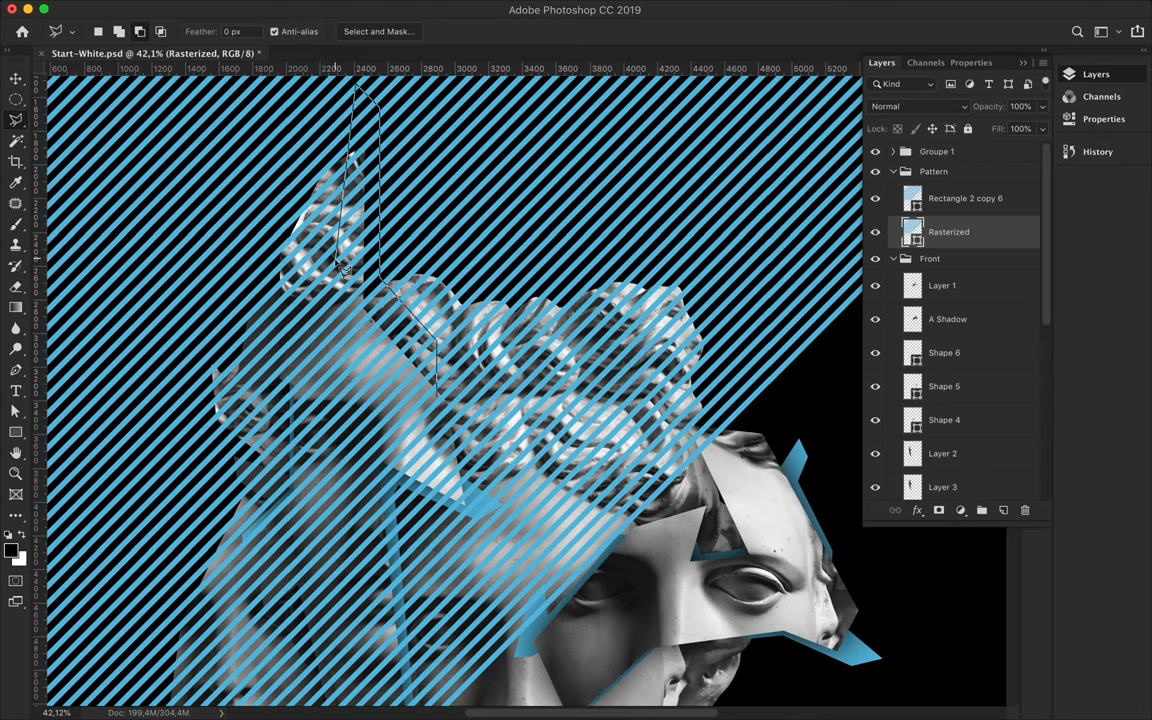 Adobe Photoshop CC 2019
Feather: 0 px
Anti-alias
Select and Mask...
Start-White.psd @ 42,1% (Rasterized, RGB/8) *
600 800 1000 1200 1400 1600 1800 2000 2200 2400 2600 2800 3000 3200 3400 3600 3800 4000 4200 4400 4600 4800 5000 5200
Layers Channels Properties
Kind
Normal Opacity: 100%
Lock: Fill: 100%
Groupe 1
Pattern
Rectangle 2 copy 6
Rasterized
Front
Layer 1
A Shadow
Shape 6
Shape 5
Shape 4
Layer 2
Layer 3
fx
Layers
Channels
Properties
History
42,12% Doc: 199,4M/304,4M